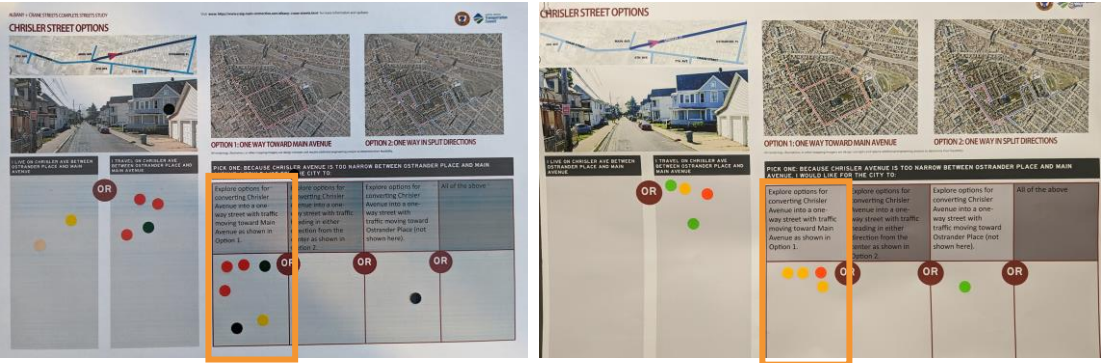 ALBANY • CRANE STREETS COMPLETE STREETS STUDY
CHRISLER STREET OPTIONS
Transportation
Council
OPTION 1: ONE WAY TOWARD MAIN AVENUE
OPTION 2: ONE WAY IN SPLIT DIRECTIONS
I LIVE ON CHRISLER AVE BETWEEN
OSTRANDER PLACE AND MAIN
AVENUE
I TRAVEL ON CHRISLER AVE
BETWEEN OSTRANDER PLACE AND
MAIN AVENUE
OR
PICK ONE: BECAUSE CHRISLER AVENUE IS TOO NARROW BETWEEN OSTRANDER PLACE AND MAIN
THE CITY TO:
Explore options for
converting Chrisler
Avenue into a one-
way street with traffic
moving toward Main
Avenue as shown in
Option 1.
Explore options for
converting Chrisler
Avenue into a one-
way street with traffic
heading in either
direction from the
center as shown in
Option 2.
Explore options for
converting Chrisler
Avenue into a one-
way street with
traffic moving toward
Ostrander Place (not
shown here).
All of the above
OR
OR
OR
CHRISLER STREET OPTIONS
OPTION 1: ONE WAY TOWARD MAIN AVENUE
OPTION 2: ONE WAY IN SPLIT DIRECTIONS
I LIVE ON CHRISLER AVE BETWEEN
OSTRANDER PLACE AND MAIN
AVENUE
I TRAVEL ON CHRISLER AVE
BETWEEN OSTRANDER PLACE AND
MAIN AVENUE
OR
PICK ONE: BECAUSE CHRISLER AVENUE IS TOO NARROW BETWEEN OSTRANDER PLACE AND MAIN
AVENUE, I WOULD LIKE FOR THE CITY TO:
Explore options for
converting Chrisler
Avenue into a one-
way street with traffic
moving toward Main
Avenue as shown in
Option 1.
Explore options for
converting Chrisler
Avenue into a one-
way street with traffic
heading in either
direction from the
center as shown in
Option 2.
Explore options for
converting Chrisler
Avenue into a one-
way street with
traffic moving toward
Ostrander Place (not
shown here).
All of the above
OR
OR
OR